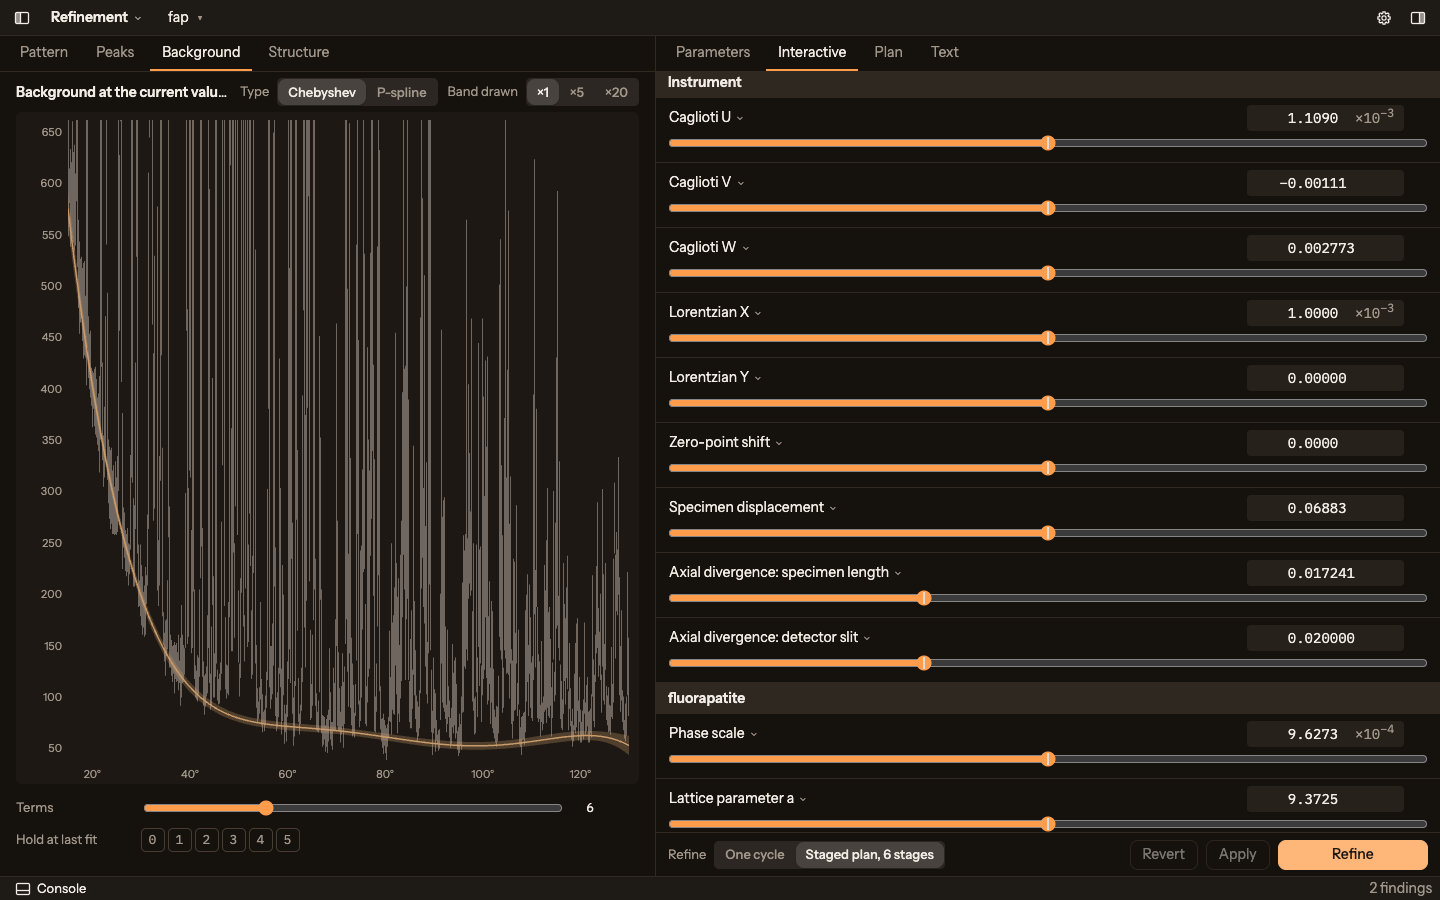 Refinement fap
Pattern Peaks Background Structure
Parameters Interactive Plan Text
Background at the current valu... Type Chebyshev P-spline Band drawn ×1 ×5 ×20
650
600
550
500
450
400
350
300
250
200
150
100
50
20° 40° 60° 80° 100° 120°
Terms 6
Hold at last fit 0 1 2 3 4 5
Instrument
Caglioti U 1.1090 ×10⁻³
Caglioti V −0.00111
Caglioti W 0.002773
Lorentzian X 1.0000 ×10⁻³
Lorentzian Y 0.00000
Zero-point shift 0.0000
Specimen displacement 0.06883
Axial divergence: specimen length 0.017241
Axial divergence: detector slit 0.020000
fluorapatite
Phase scale 9.6273 ×10⁻⁴
Lattice parameter a 9.3725
Refine One cycle Staged plan, 6 stages Revert Apply Refine
Console 2 findings